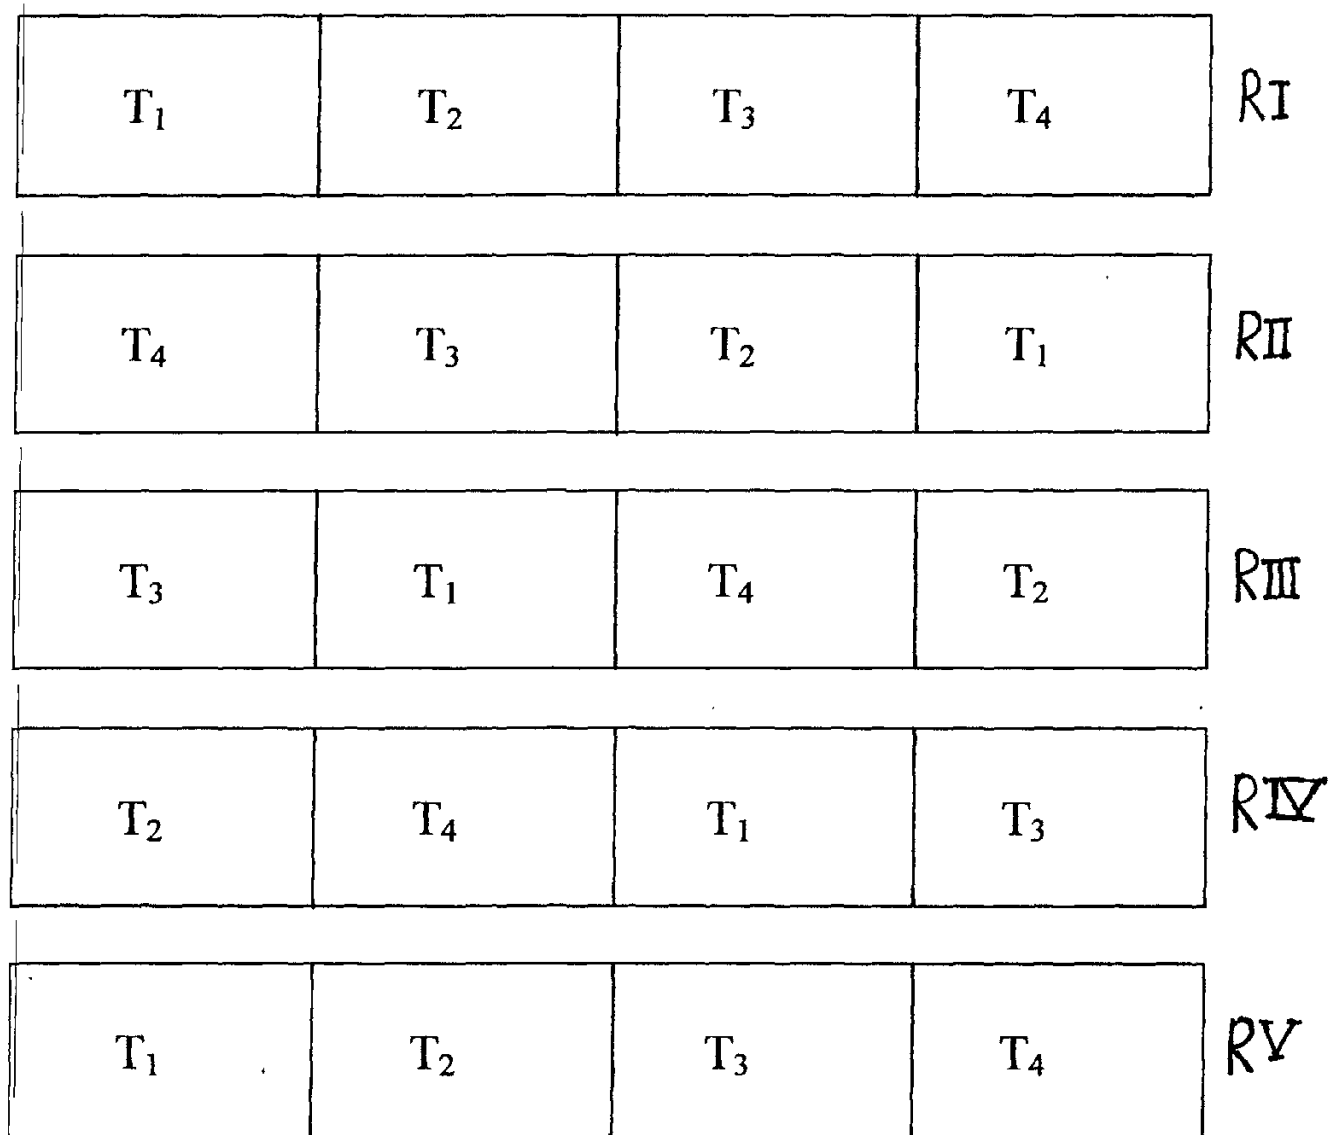 T₁ T₂ T₃ T₄ RI
T₄ T₃ T₂ T₁ RII
T₃ T₁ T₄ T₂ RIII
T₂ T₄ T₁ T₃ RIV
T₁ T₂ T₃ T₄ RV